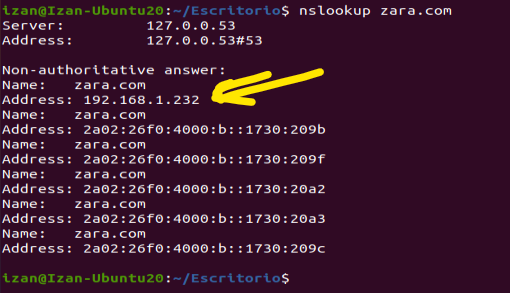 izan@Izan-Ubuntu20:~/Escritorio$ nslookup zara.com
Server: 127.0.0.53
Address: 127.0.0.53#53
Non-authoritative answer:
Name: zara.com
Address: 192.168.1.232
Name: zara.com
Address: 2a02:26f0:4000:b::1730:209b
Name: zara.com
Address: 2a02:26f0:4000:b::1730:209f
Name: zara.com
Address: 2a02:26f0:4000:b::1730:20a2
Name: zara.com
Address: 2a02:26f0:4000:b::1730:20a3
Name: zara.com
Address: 2a02:26f0:4000:b::1730:209c
izan@Izan-Ubuntu20:~/Escritorio$